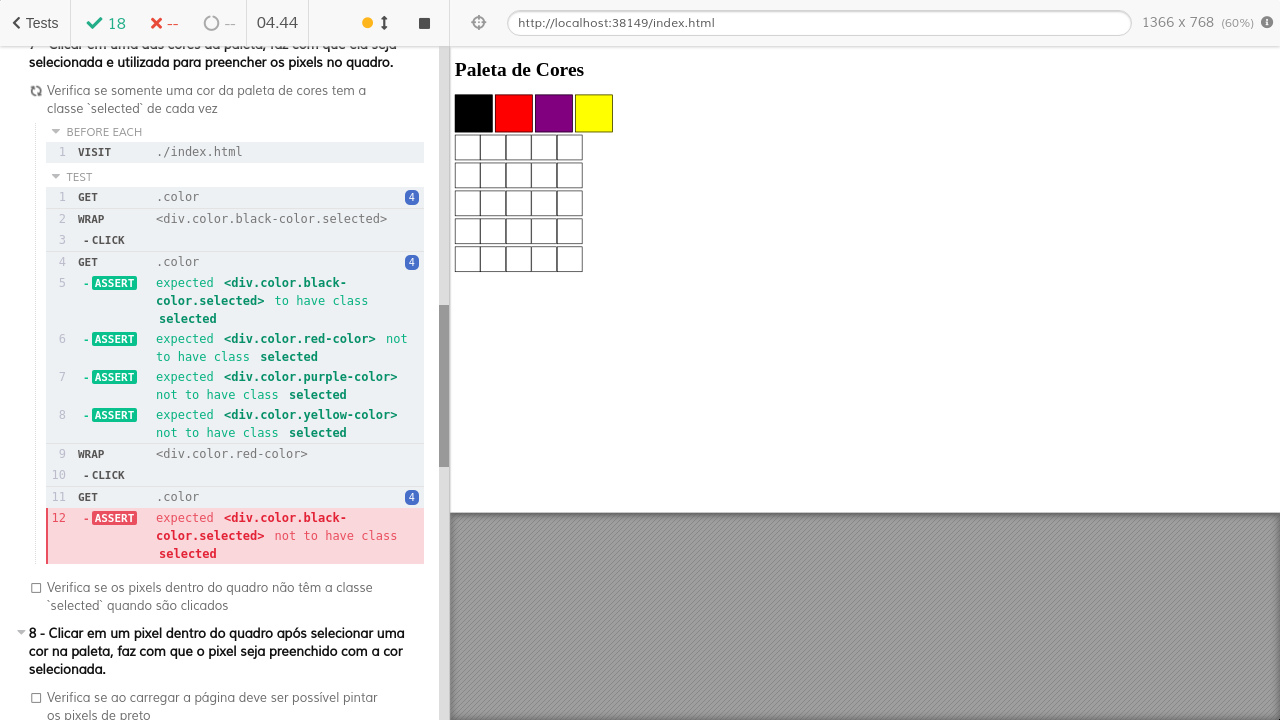 Tests
18
--
--
04.44
http://localhost:38149/index.html
1366 x 768 (60%)
7 - Clicar em uma das cores da paleta, faz com que ela seja
selecionada e utilizada para preencher os pixels no quadro.
Verifica se somente uma cor da paleta de cores tem a
classe `selected` de cada vez
BEFORE EACH
1 VISIT ./index.html
TEST
1 GET .color 4
2 WRAP <div.color.black-color.selected>
3 -CLICK
4 GET .color 4
5 -ASSERT expected <div.color.black-
color.selected> to have class
selected
6 -ASSERT expected <div.color.red-color> not
to have class selected
7 -ASSERT expected <div.color.purple-color>
not to have class selected
8 -ASSERT expected <div.color.yellow-color>
not to have class selected
9 WRAP <div.color.red-color>
10 -CLICK
11 GET .color 4
12 -ASSERT expected <div.color.black-
color.selected> not to have class
selected
Verifica se os pixels dentro do quadro não têm a classe
`selected` quando são clicados
8 - Clicar em um pixel dentro do quadro após selecionar uma
cor na paleta, faz com que o pixel seja preenchido com a cor
selecionada.
Verifica se ao carregar a página deve ser possível pintar
os pixels de preto
Paleta de Cores